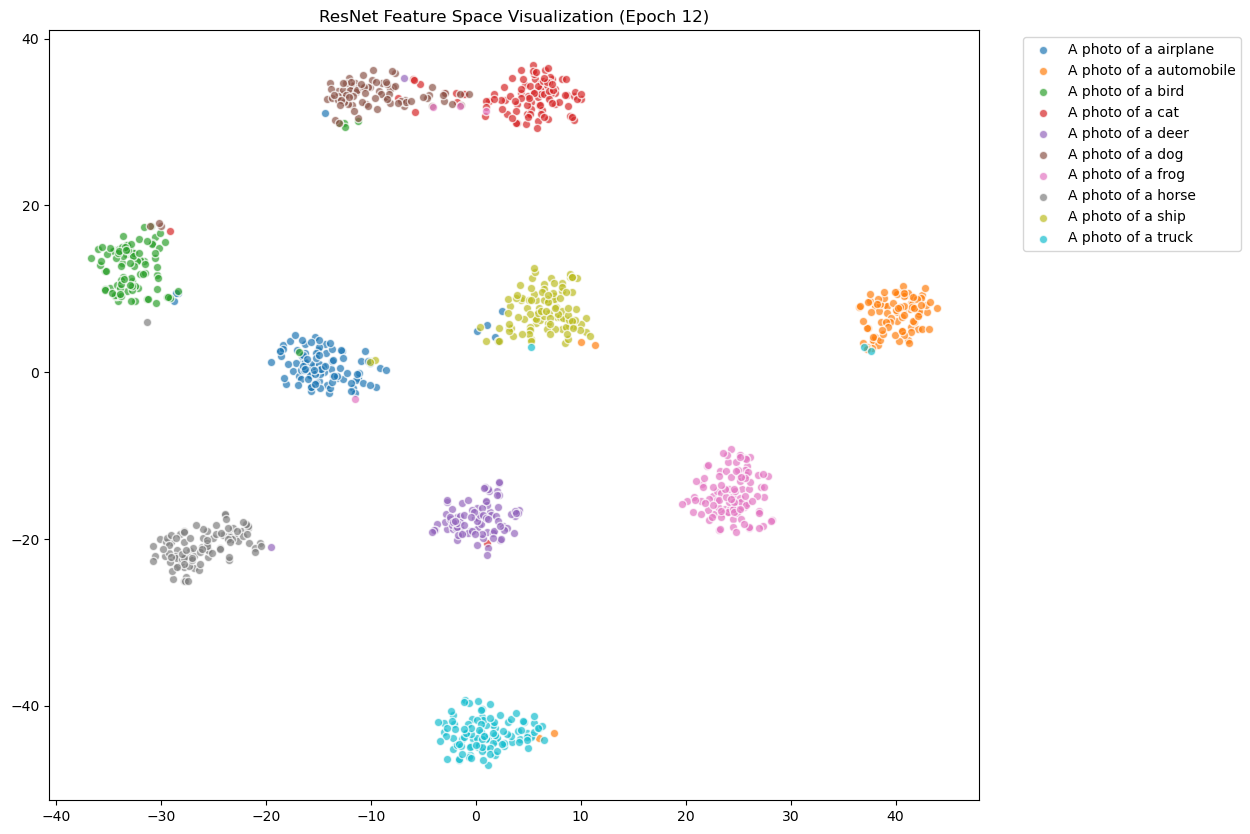 ResNet Feature Space Visualization (Epoch 12)
A photo of a airplane
A photo of a automobile
A photo of a bird
A photo of a cat
A photo of a deer
A photo of a dog
A photo of a frog
A photo of a horse
A photo of a ship
A photo of a truck
40
20
0
−20
−40
−40
−30
−20
−10
0
10
20
30
40